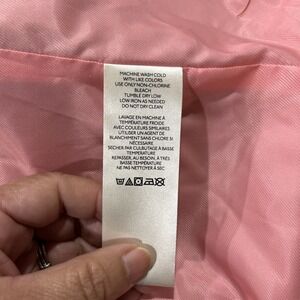 MACHINE WASH COLD
WITH LIKE COLORS
USE ONLY NON-CHLORINE
BLEACH
TUMBLE DRY LOW
LOW IRON AS NEEDED
DO NOT DRY CLEAN
LAVAGE EN MACHINE À
TEMPÉRATURE FROIDE
AVEC COULEURS SIMILAIRES
UTILISER UN AGENT DE
BLANCHIMENT SANS CHLORE SI
NÉCESSAIRE
SÉCHER PAR CULBUTAGE À BASSE
TEMPÉRATURE
REPASSER, AU BESOIN, À TRÈS
BASSE TEMPÉRATURE
NE PAS NETTOYER À SEC